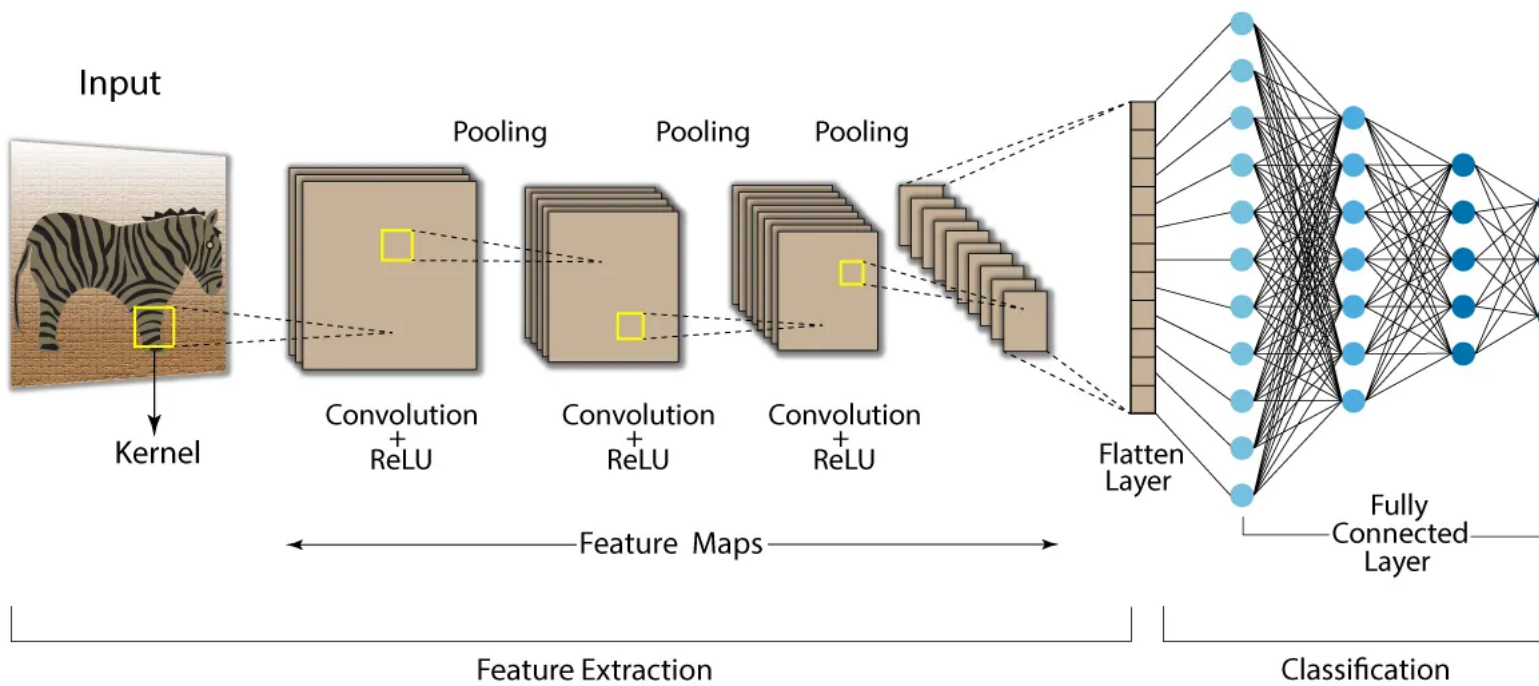 Input
Pooling
Pooling
Pooling
Kernel
Convolution
+
ReLU
Convolution
+
ReLU
Convolution
+
ReLU
Flatten
Layer
Fully
Connected
Layer
Feature Maps
Feature Extraction
Classification